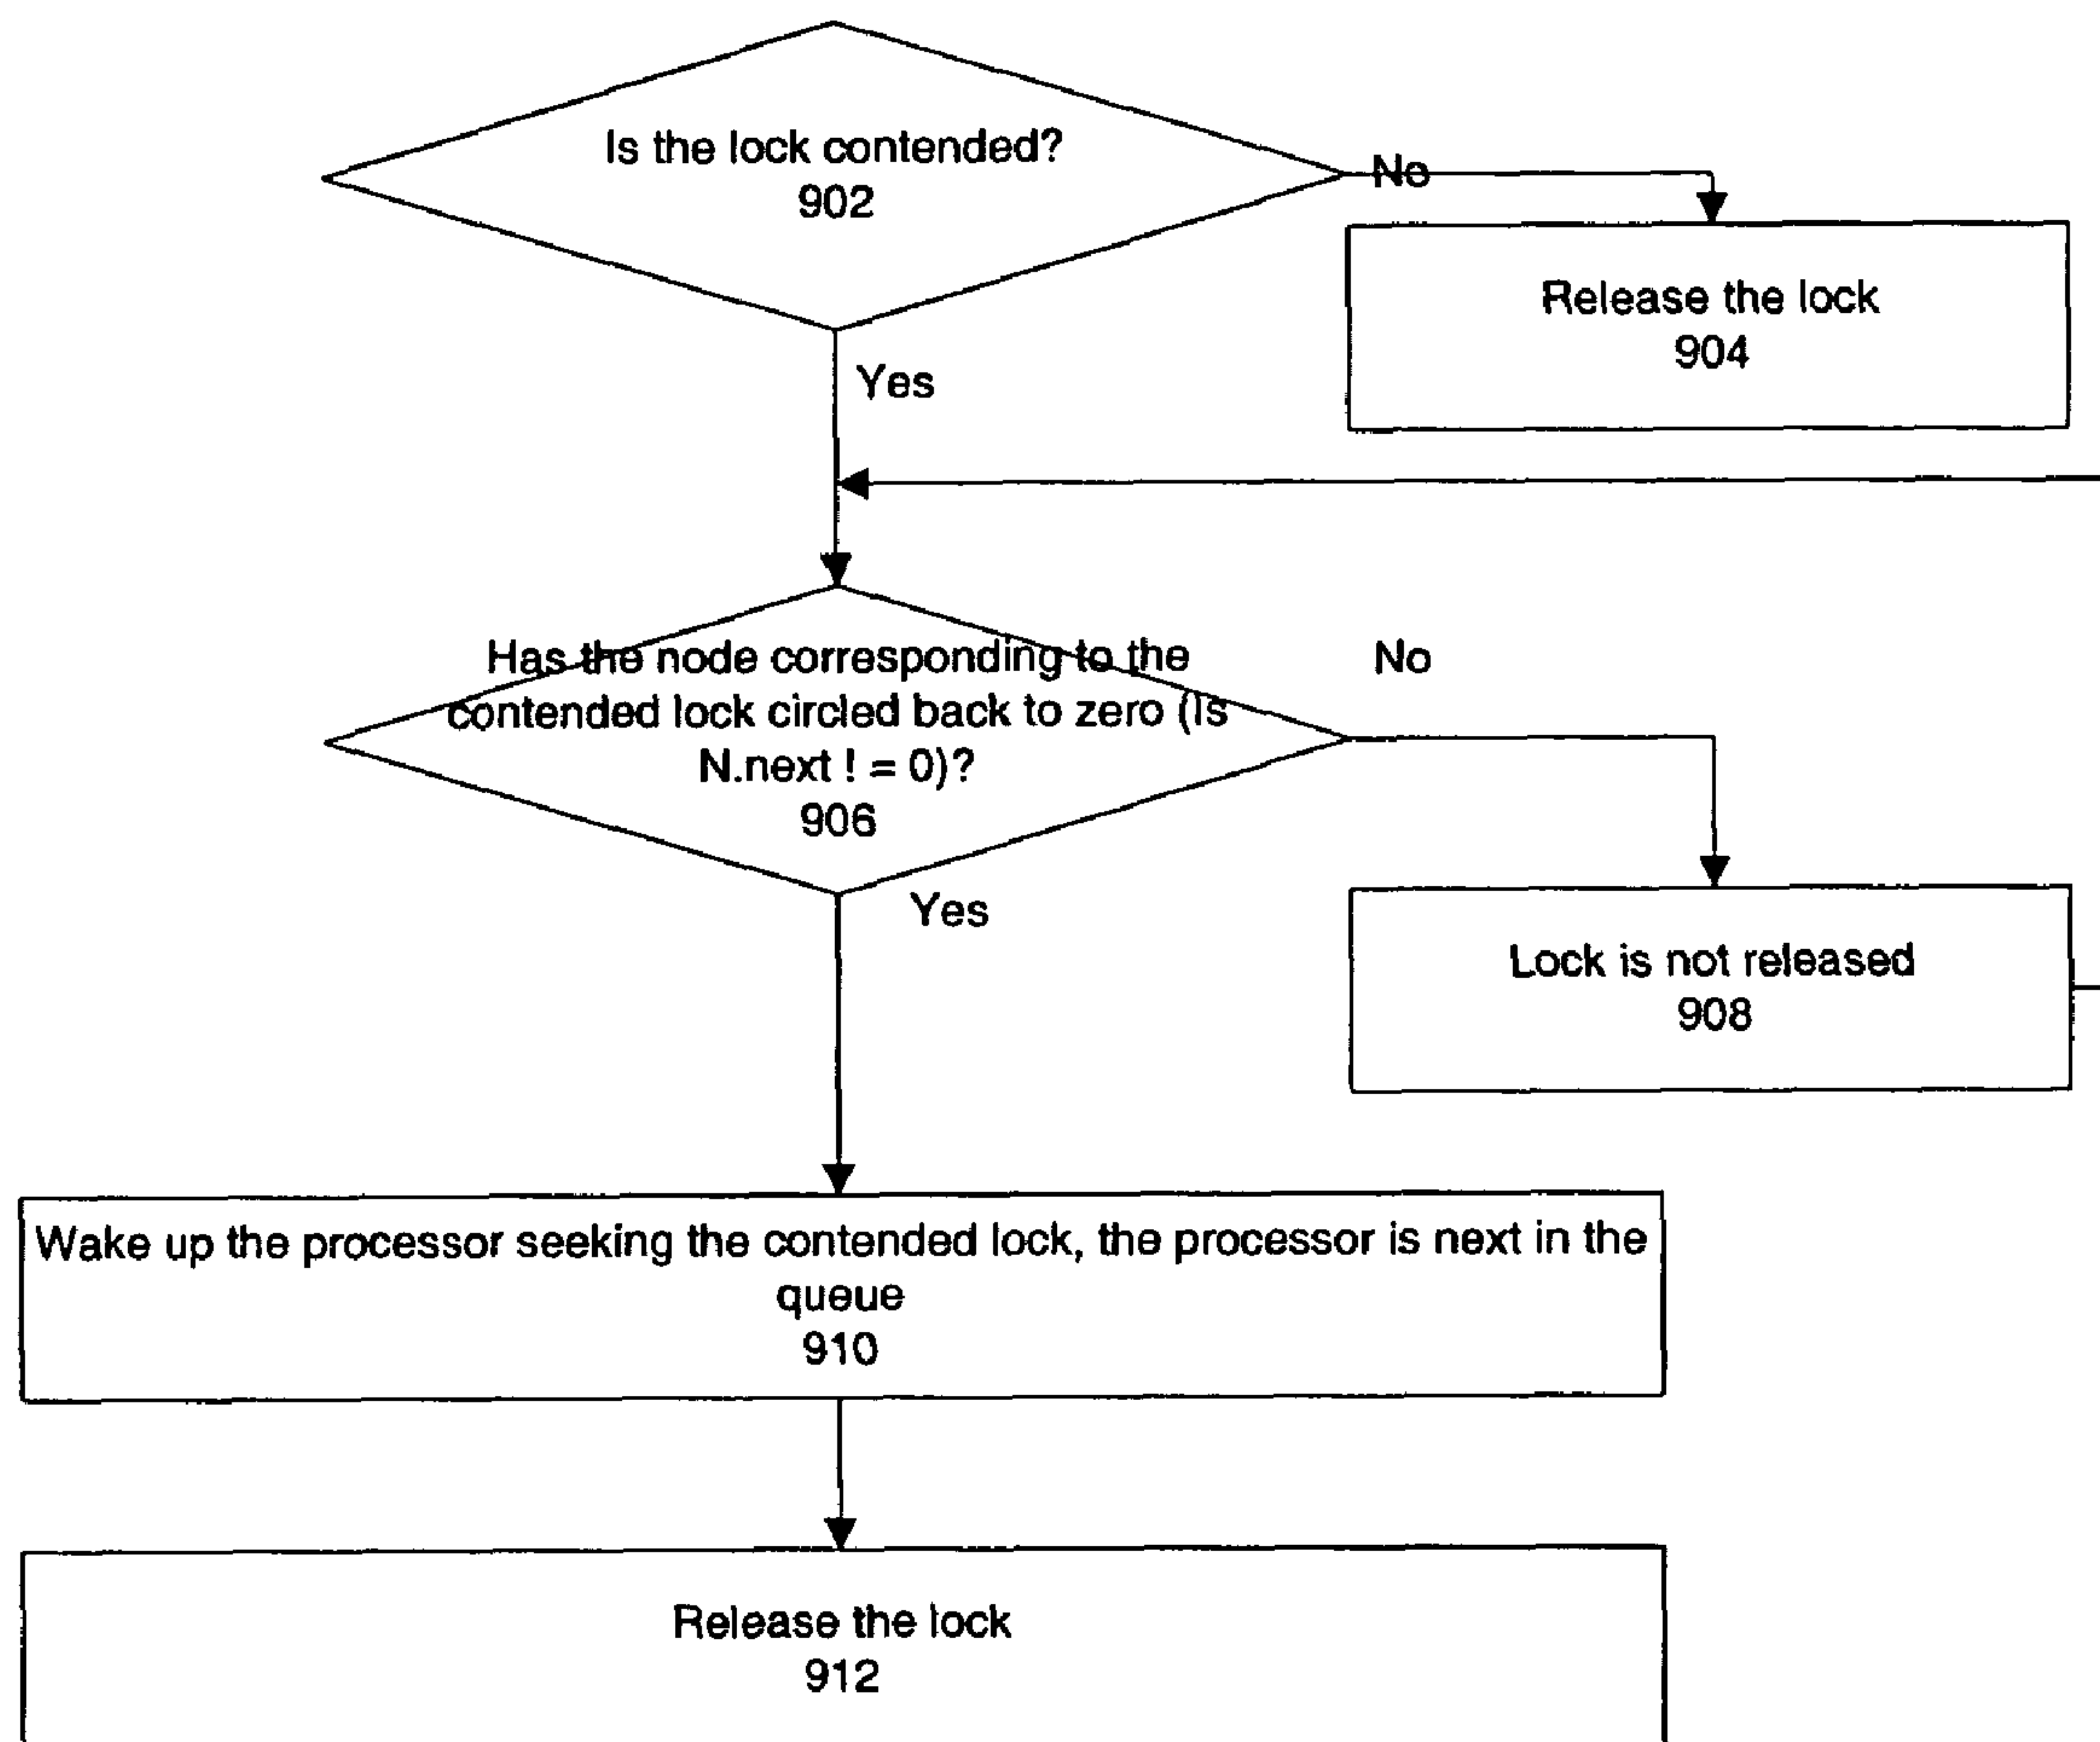 Is the lock contended?
902
No
Release the lock
904
Yes
Has the node corresponding to the
contended lock circled back to zero (Is
N.next ! = 0)?
906
No
Yes
Lock is not released
908
Wake up the processor seeking the contended lock, the processor is next in the
queue
910
Release the lock
912